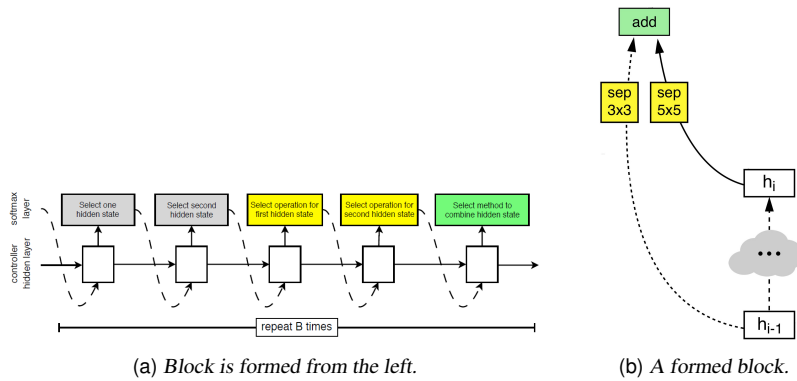 softmax
layer
controller
hidden layer
Select one
hidden state
Select second
hidden state
Select operation for
first hidden state
Select operation for
second hidden state
Select method to
combine hidden state
repeat B times
(a) Block is formed from the left.
add
sep
3x3
sep
5x5
hi
...
hi-1
(b) A formed block.